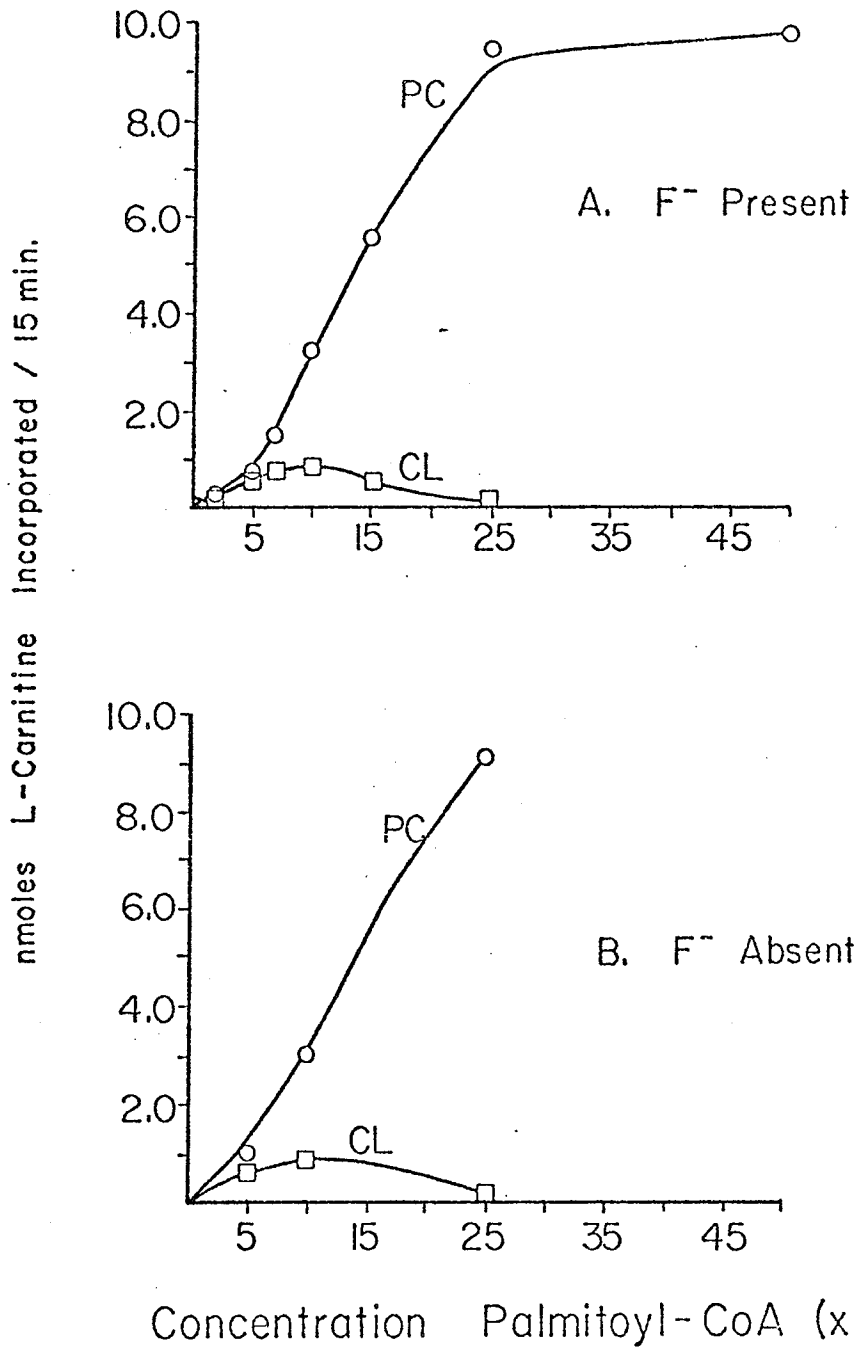 nmoles L-Carnitine Incorporated / 15 min.
10.0
8.0
6.0
4.0
2.0
PC
CL
A. F⁻ Present
5 15 25 35 45
10.0
8.0
6.0
4.0
2.0
PC
CL
B. F⁻ Absent
5 15 25 35 45
Concentration Palmitoyl-CoA (x